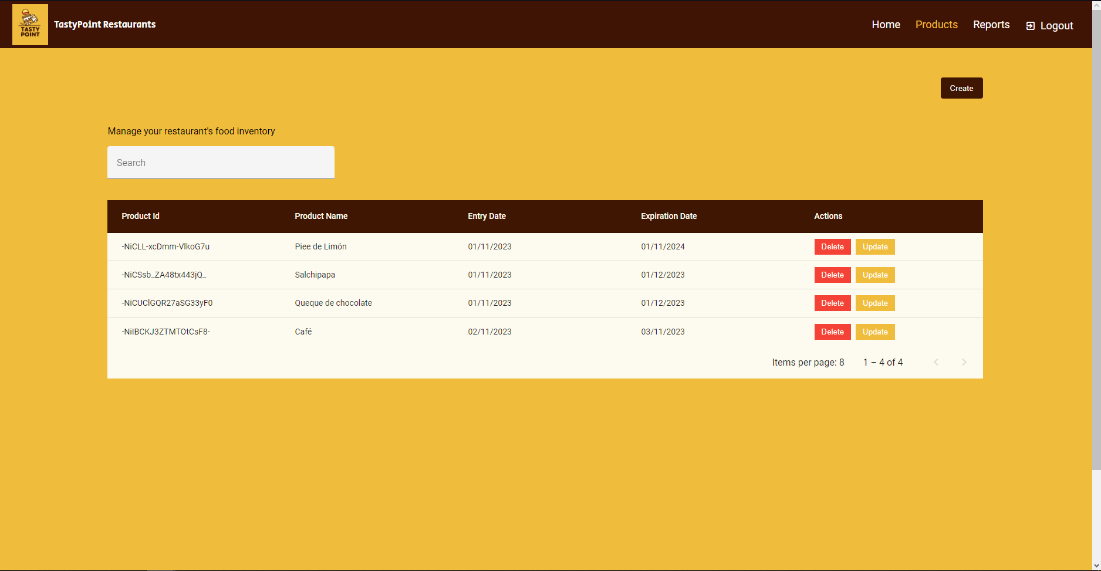 TASTY
POINT
TastyPoint Restaurants
Home Products Reports Logout
Create
Manage your restaurant's food inventory
Search
Product Id Product Name Entry Date Expiration Date Actions
-NiCLL-xcDmm-VlkoG7u Piee de Limón 01/11/2023 01/11/2024 Delete Update
-NiCSsb_ZA48tx443jQ_ Salchipapa 01/11/2023 01/12/2023 Delete Update
-NiCUClGQR27aSG33yF0 Queque de chocolate 01/11/2023 01/12/2023 Delete Update
-NiIBCKJ3ZTMTOtCsF8- Café 02/11/2023 03/11/2023 Delete Update
Items per page: 8 1 – 4 of 4